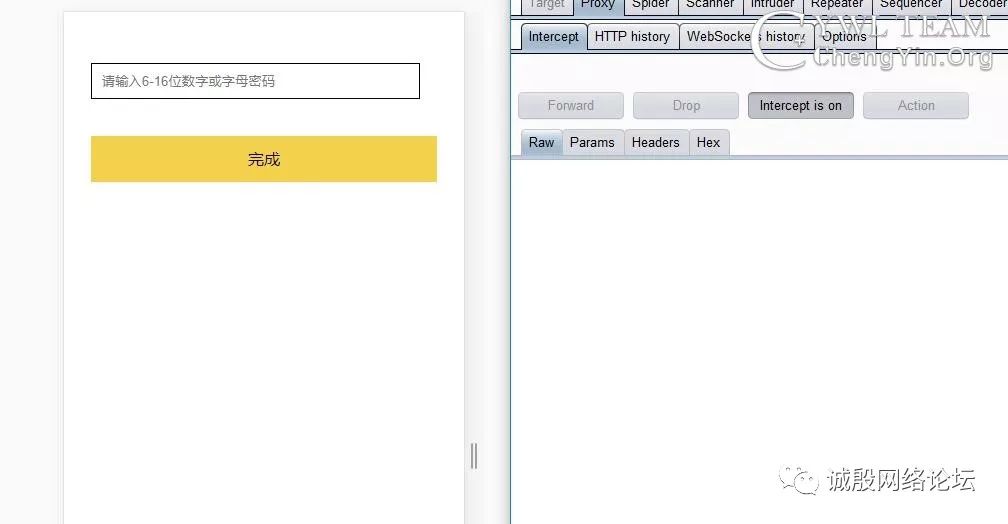 请输入6-16位数字或字母密码
完成
Target Proxy Spider Scanner Intruder Repeater Sequencer Decoder
Intercept HTTP history WebSockets history Options
CYWL TEAM
ChengYin.Org
Forward Drop Intercept is on Action
Raw Params Headers Hex
诚殷网络论坛